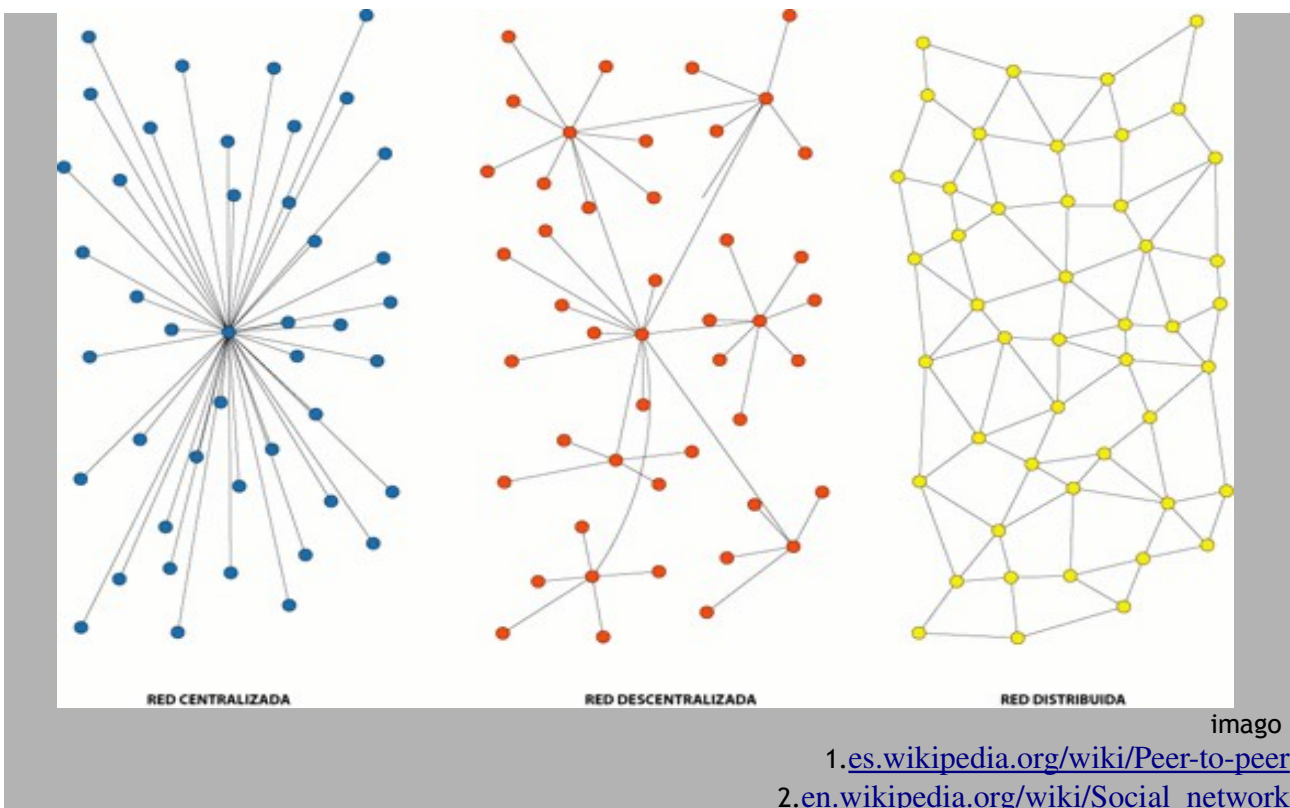 RED CENTRALIZADA
RED DESCENTRALIZADA
RED DISTRIBUIDA
imago
1.es.wikipedia.org/wiki/Peer-to-peer
2.en.wikipedia.org/wiki/Social_network